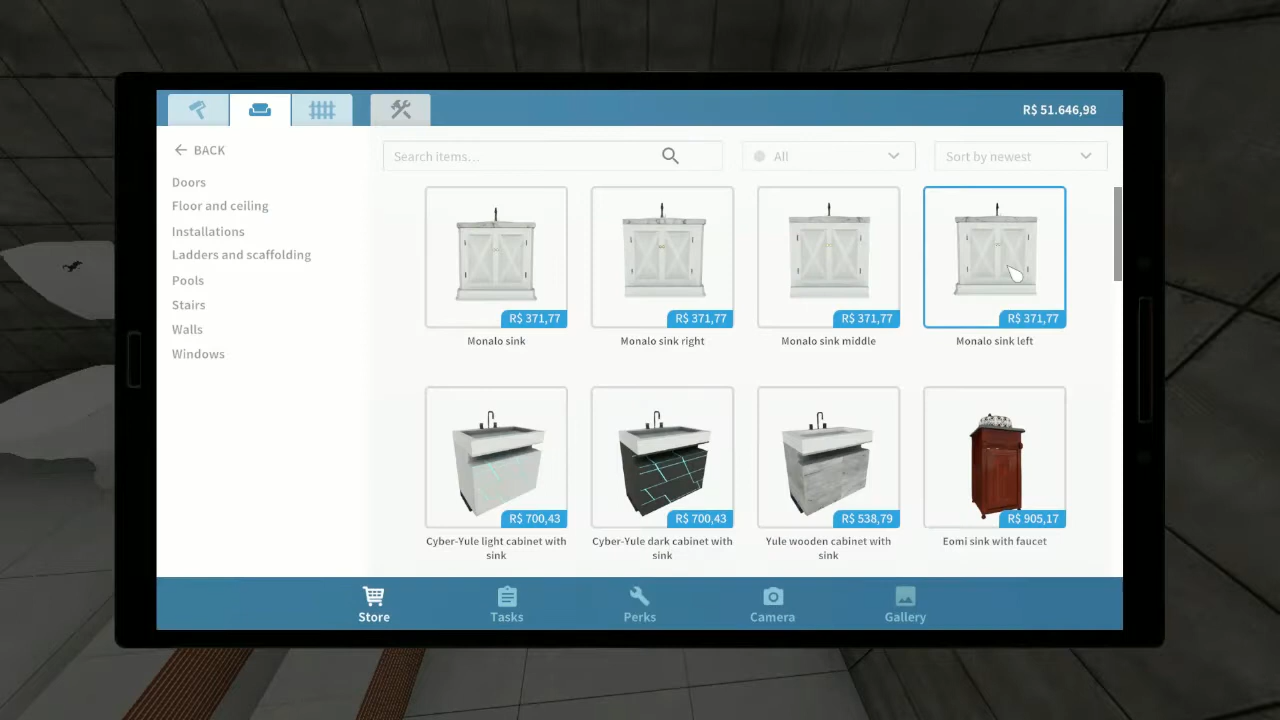 R$ 51.646,98
BACK
Search items...
All
Sort by newest
Doors
Floor and ceiling
Installations
Ladders and scaffolding
Pools
Stairs
Walls
Windows
R$ 371,77
R$ 371,77
R$ 371,77
R$ 371,77
Monalo sink
Monalo sink right
Monalo sink middle
Monalo sink left
R$ 700,43
R$ 700,43
R$ 538,79
R$ 905,17
Cyber-Yule light cabinet with
sink
Cyber-Yule dark cabinet with
sink
Yule wooden cabinet with
sink
Eomi sink with faucet
Store
Tasks
Perks
Camera
Gallery